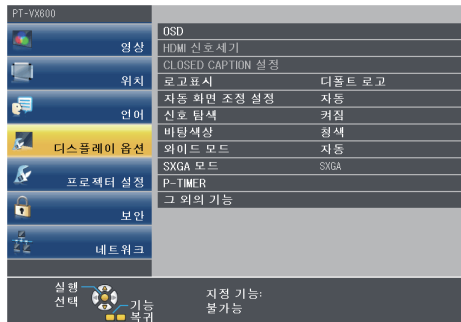 PT-VX600
영상
위치
언어
디스플레이 옵션
프로젝터 설정
보안
네트워크
OSD
HDMI 신호세기
CLOSED CAPTION 설정
로고표시 디폴트 로고
자동 화면 조정 설정 자동
신호 탐색 켜짐
바탕색상 청색
와이드 모드 자동
SXGA 모드 SXGA
P-TIMER
그 외의 기능
실행
선택
기능
복귀
지정 기능:
불가능